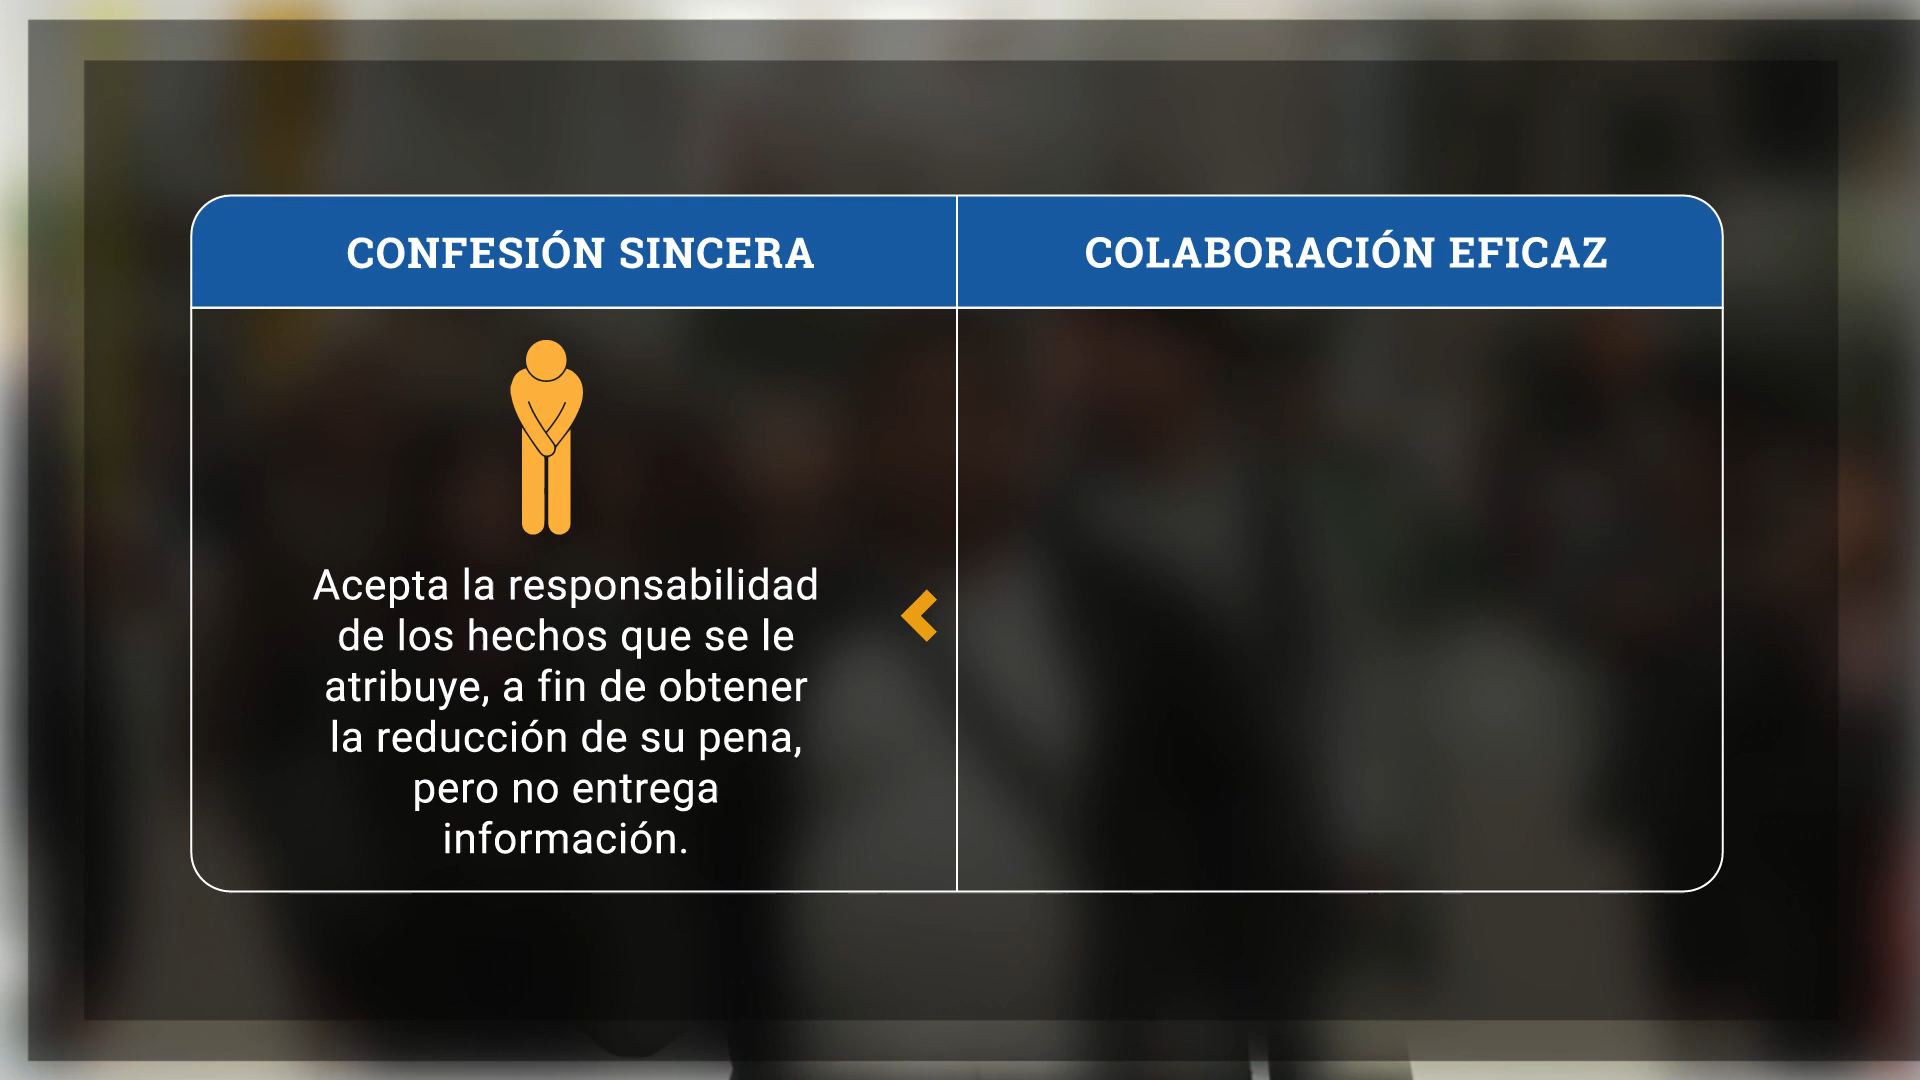 CONFESIÓN SINCERA
COLABORACIÓN EFICAZ
Acepta la responsabilidad
de los hechos que se le
atribuye, a fin de obtener
la reducción de su pena,
pero no entrega
información.